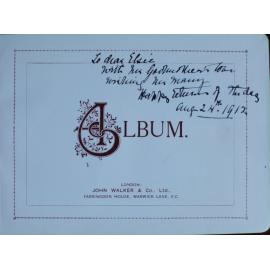 To dear Elsie
With her Godmother's love
wishing her many
Happy returns of the day
Aug 24th. 1912
ALBUM.
LONDON:
JOHN WALKER & Co., LTD.,
FARRINGDON HOUSE, WARWICK LANE, E.C.